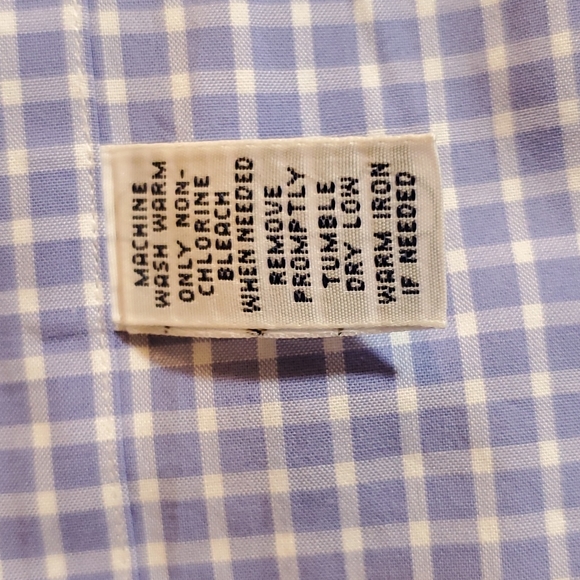 MACHINE
WASH WARM
ONLY NON-
CHLORINE
BLEACH
WHEN NEEDED
REMOVE
PROMPTLY
TUMBLE
DRY LOW
WARM IRON
IF NEEDED